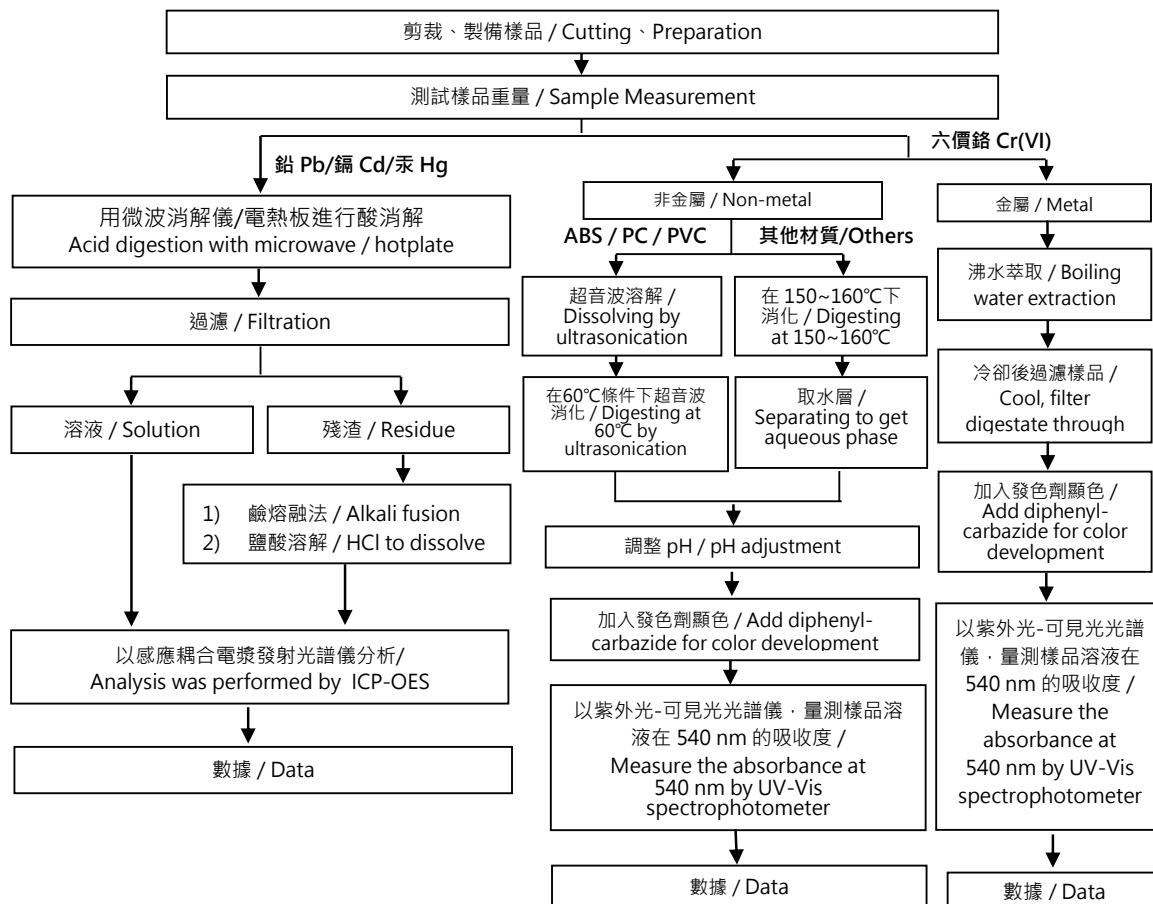 剪裁、製備樣品 / Cutting、Preparation
測試樣品重量 / Sample Measurement
鉛 Pb/鎘 Cd/汞 Hg
六價鉻 Cr(VI)
用微波消解儀/電熱板進行酸消解
Acid digestion with microwave / hotplate
過濾 / Filtration
溶液 / Solution
殘渣 / Residue
1) 鹼熔融法 / Alkali fusion
2) 鹽酸溶解 / HCl to dissolve
以感應耦合電漿發射光譜儀分析/
Analysis was performed by ICP-OES
數據 / Data
非金屬 / Non-metal
ABS / PC / PVC
其他材質/Others
超音波溶解 /
Dissolving by
ultrasonication
在 150~160℃下
消化 / Digesting
at 150~160℃
在60℃條件下超音波
消化 / Digesting at
60℃ by
ultrasonication
取水層 /
Separating to get
aqueous phase
調整 pH / pH adjustment
加入發色劑顯色 / Add diphenyl-
carbazide for color development
以紫外光-可見光光譜儀，量測樣品溶
液在 540 nm 的吸收度 /
Measure the absorbance at
540 nm by UV-Vis
spectrophotometer
數據 / Data
金屬 / Metal
沸水萃取 / Boiling
water extraction
冷卻後過濾樣品 /
Cool, filter
digestate through
加入發色劑顯色 /
Add diphenyl-
carbazide for color
development
以紫外光-可見光光譜
儀，量測樣品溶液在
540 nm 的吸收度 /
Measure the
absorbance at
540 nm by UV-Vis
spectrophotometer
數據 / Data